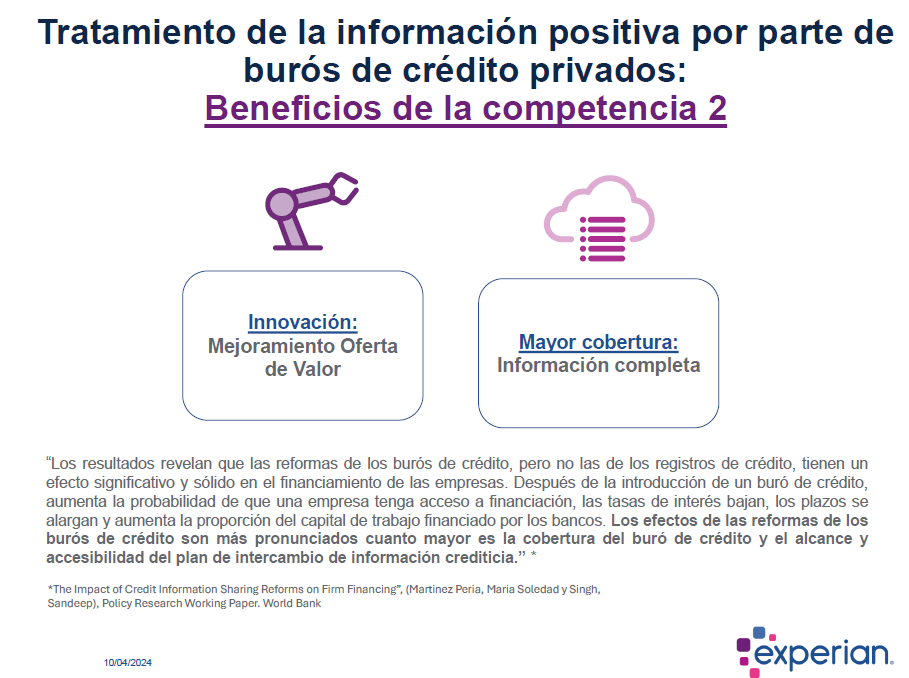 Tratamiento de la información positiva por parte de
burós de crédito privados:
Beneficios de la competencia 2
Innovación:
Mejoramiento Oferta
de Valor
Mayor cobertura:
Información completa
“Los resultados revelan que las reformas de los burós de crédito, pero no las de los registros de crédito, tienen un
efecto significativo y sólido en el financiamiento de las empresas. Después de la introducción de un buró de crédito,
aumenta la probabilidad de que una empresa tenga acceso a financiación, las tasas de interés bajan, los plazos se
alargan y aumenta la proporción del capital de trabajo financiado por los bancos. Los efectos de las reformas de los
burós de crédito son más pronunciados cuanto mayor es la cobertura del buró de crédito y el alcance y
accesibilidad del plan de intercambio de información crediticia.” *
*The Impact of Credit Information Sharing Reforms on Firm Financing”, (Martinez Peria, Maria Soledad y Singh,
Sandeep), Policy Research Working Paper. World Bank
10/04/2024
experian.